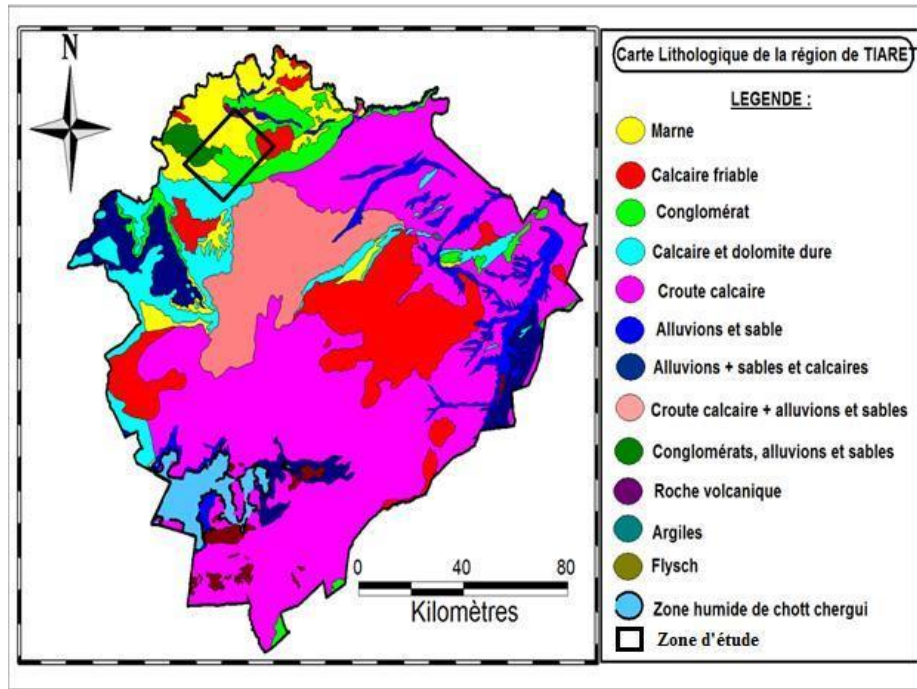 N
Carte Lithologique de la région de TIARET
LEGENDE :
Marne
Calcaire friable
Conglomérat
Calcaire et dolomite dure
Croute calcaire
Alluvions et sable
Alluvions + sables et calcaires
Croute calcaire + alluvions et sables
Conglomérats, alluvions et sables
Roche volcanique
Argiles
Flysch
Zone humide de chott chergui
Zone d'étude
0 40 80
Kilomètres